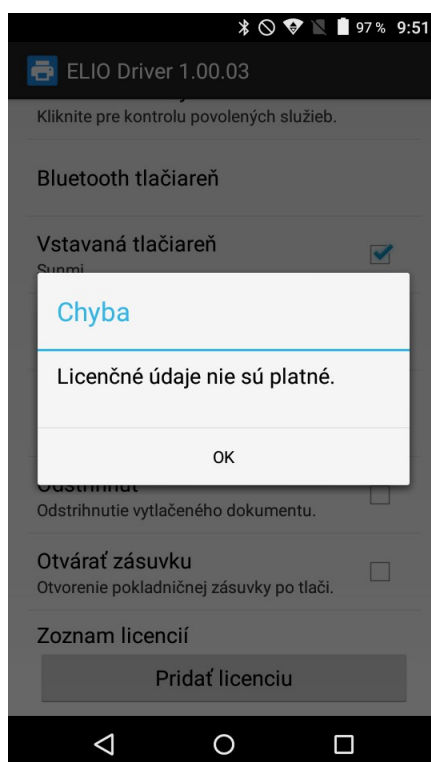 97 % 9:51
ELIO Driver 1.00.03
Kliknite pre kontrolu povolených služieb.
Bluetooth tlačiareň
Vstavaná tlačiareň
Sunmi
Chyba
Licenčné údaje nie sú platné.
OK
Odstrihnúť
Odstrihnutie vytlačeného dokumentu.
Otvárať zásuvku
Otvorenie pokladničnej zásuvky po tlači.
Zoznam licencií
Pridať licenciu